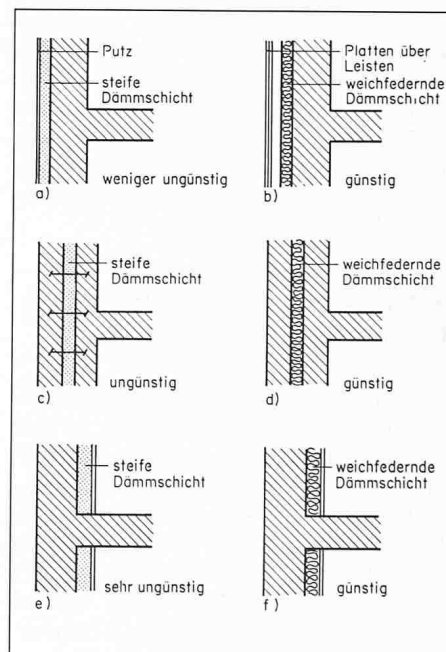 Putz
steife
Dämmschicht
weniger ungünstig
a)
Platten über
Leisten
weichfedernde
Dämmschicht
günstig
b)
steife
Dämmschicht
ungünstig
c)
weichfedernde
Dämmschicht
günstig
d)
steife
Dämmschicht
sehr ungünstig
e)
weichfedernde
Dämmschicht
günstig
f)